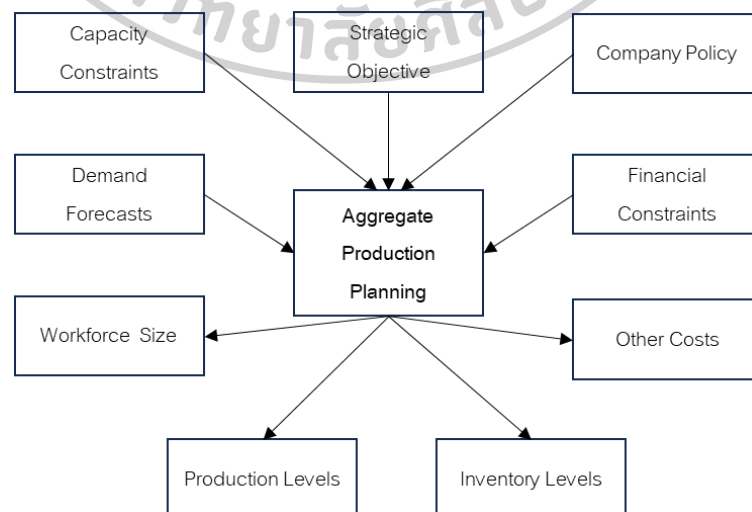 Capacity
Constraints
Strategic
Objective
Company Policy
Demand
Forecasts
Aggregate
Production
Planning
Financial
Constraints
Workforce Size
Other Costs
Production Levels
Inventory Levels